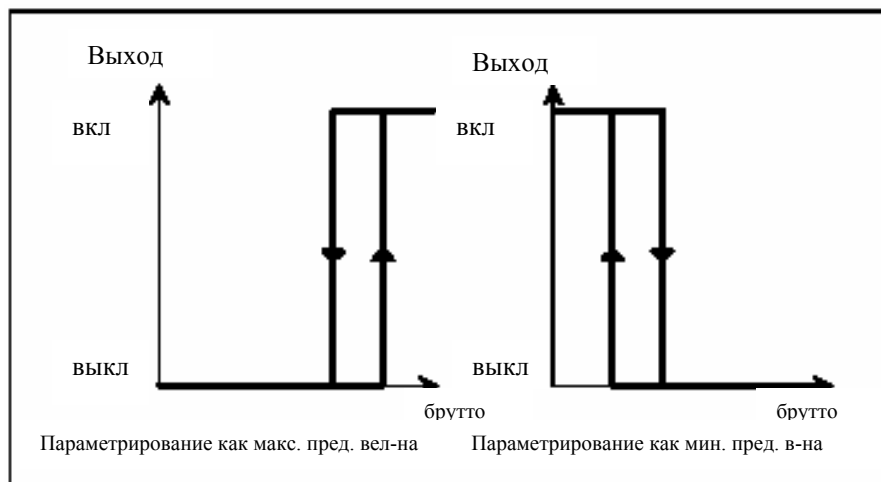 Выход
вкл
выкл
брутто
Параметрирование как макс. пред. вел-на
Выход
вкл
выкл
брутто
Параметрирование как мин. пред. в-на